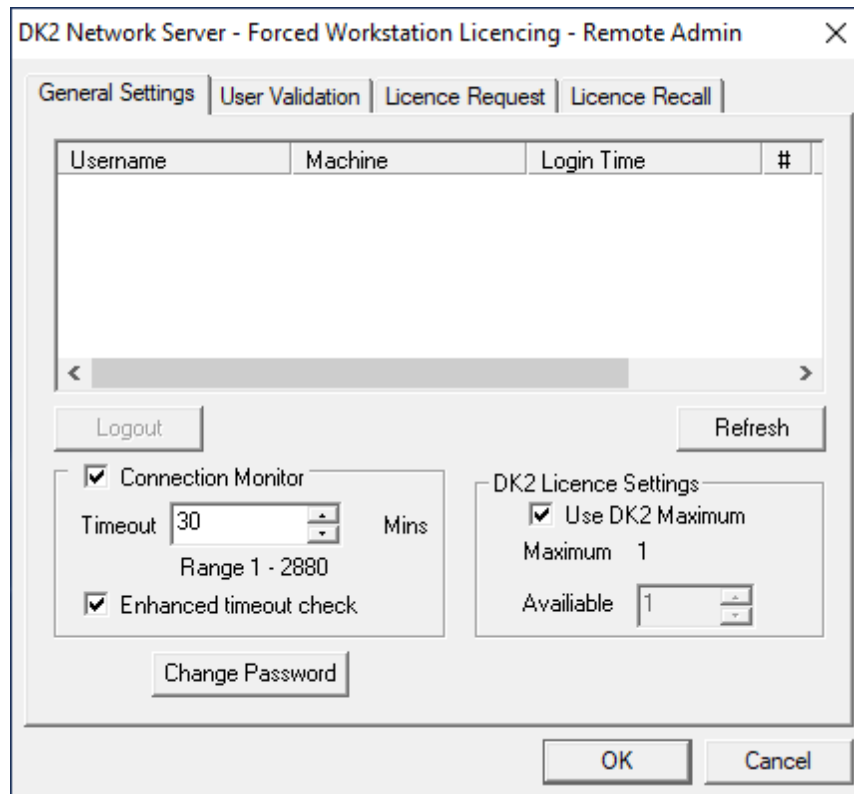 DK2 Network Server - Forced Workstation Licencing - Remote Admin
General Settings User Validation Licence Request Licence Recall
Username Machine Login Time #
Logout Refresh
Connection Monitor
Timeout 30 Mins
Range 1 - 2880
Enhanced timeout check
DK2 Licence Settings
Use DK2 Maximum
Maximum 1
Availiable 1
Change Password
OK Cancel